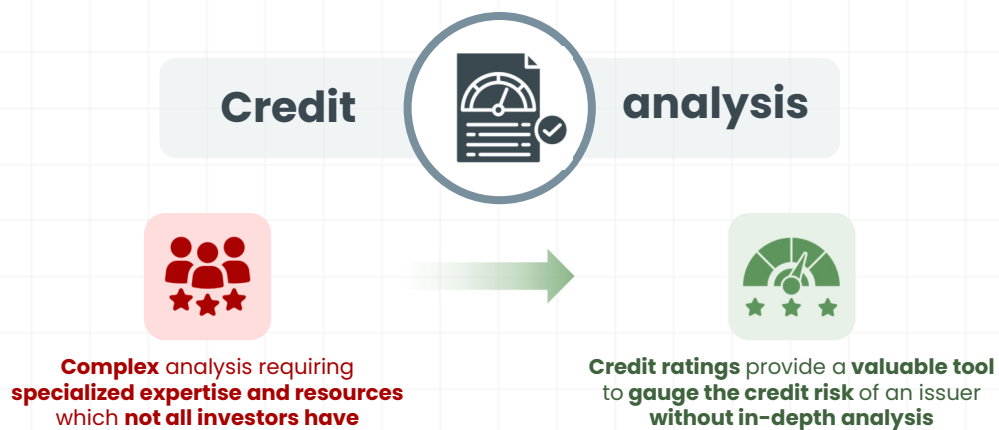 Credit analysis
Complex analysis requiring
specialized expertise and resources
which not all investors have
Credit ratings provide a valuable tool
to gauge the credit risk of an issuer
without in-depth analysis